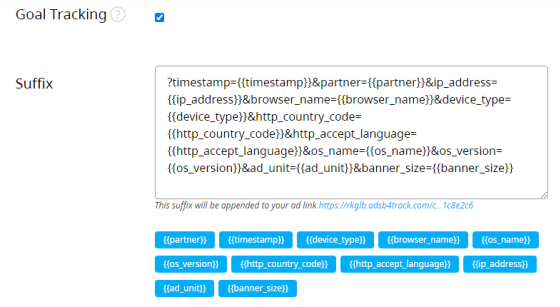 Goal Tracking ?
Suffix
?timestamp={{timestamp}}&partner={{partner}}&ip_address=
{{ip_address}}&browser_name={{browser_name}}&device_type=
{{device_type}}&http_country_code=
{{http_country_code}}&http_accept_language=
{{http_accept_language}}&os_name={{os_name}}&os_version=
{{os_version}}&ad_unit={{ad_unit}}&banner_size={{banner_size}}
This suffix will be appended to your ad link https://rkglb.adsb4track.com/c...1c8e2c6
{{partner}} {{timestamp}} {{device_type}} {{browser_name}} {{os_name}}
{{os_version}} {{http_country_code}} {{http_accept_language}} {{ip_address}}
{{ad_unit}} {{banner_size}}